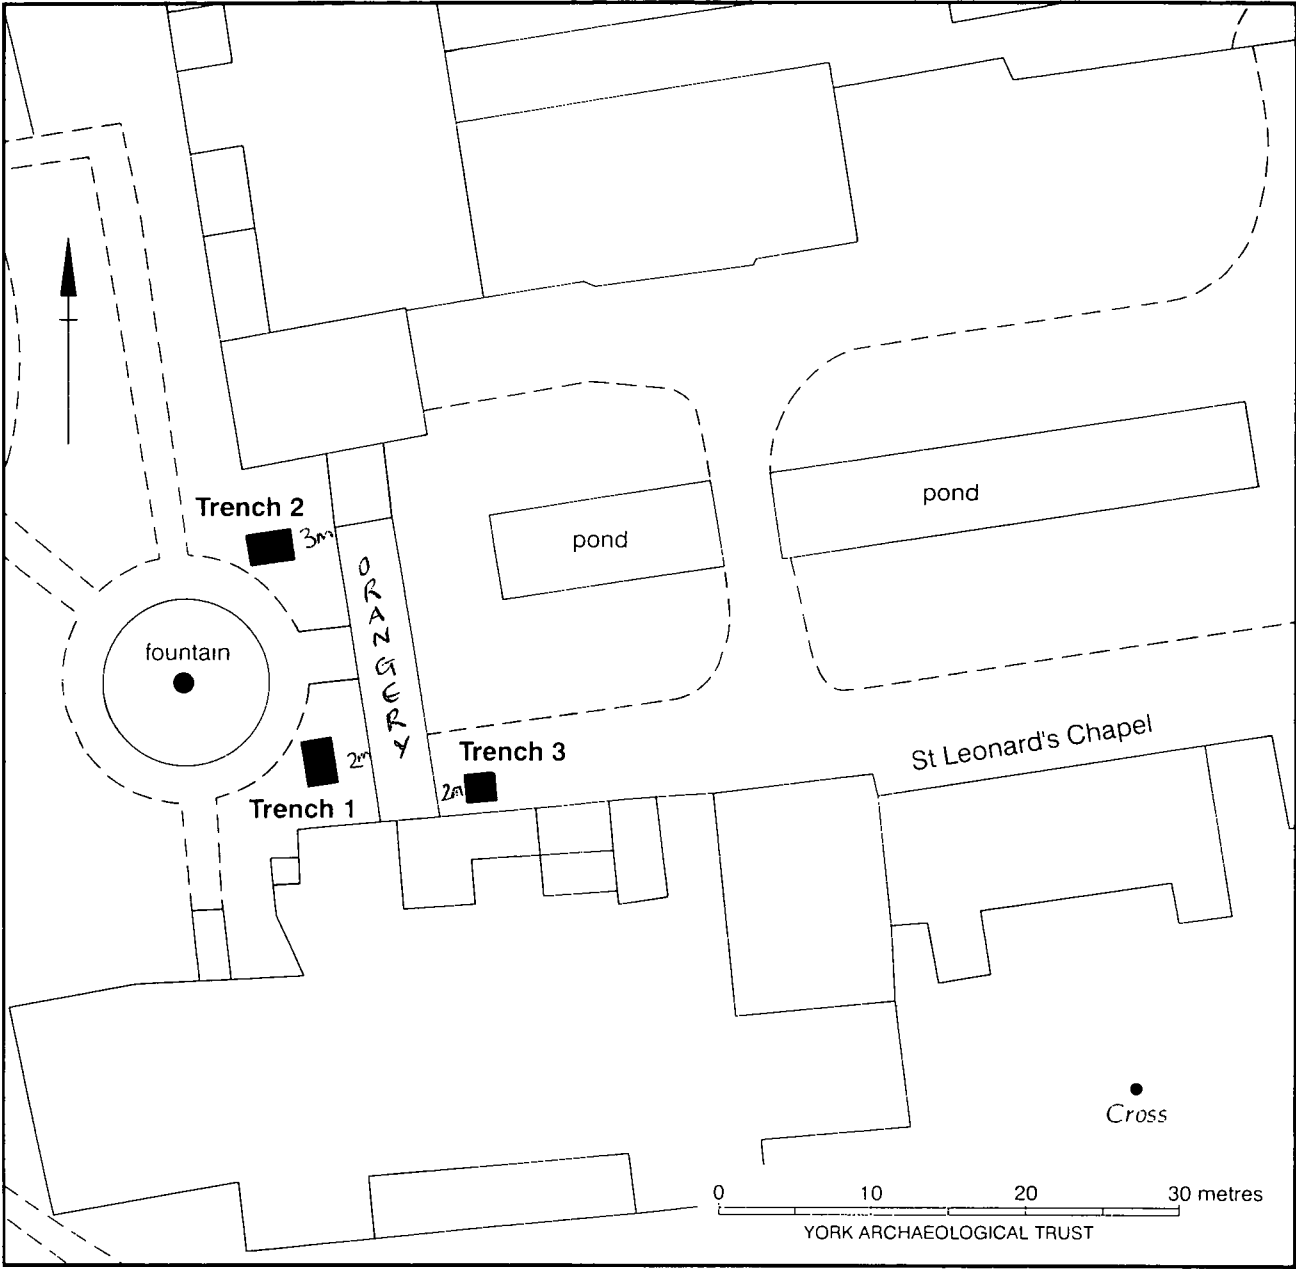 Trench 2
3m
pond
pond
ORANGERY
fountain
2m
Trench 1
Trench 3
2m
St Leonard's Chapel
Cross
0 10 20 30 metres
YORK ARCHAEOLOGICAL TRUST